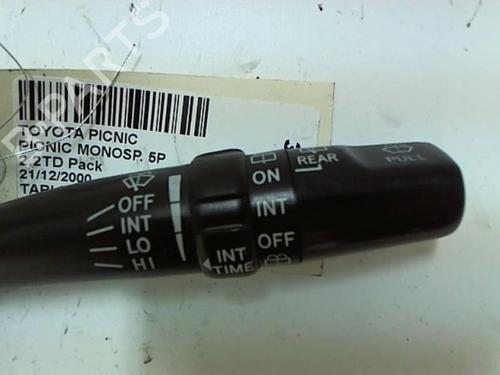 TOYOTA PICNIC
PICNIC MONOSP. 5P
2.2TD Pack
21/12/2000
OFF
INT
LO
HI
INT
TIME
ON
INT
OFF
REAR
PULL